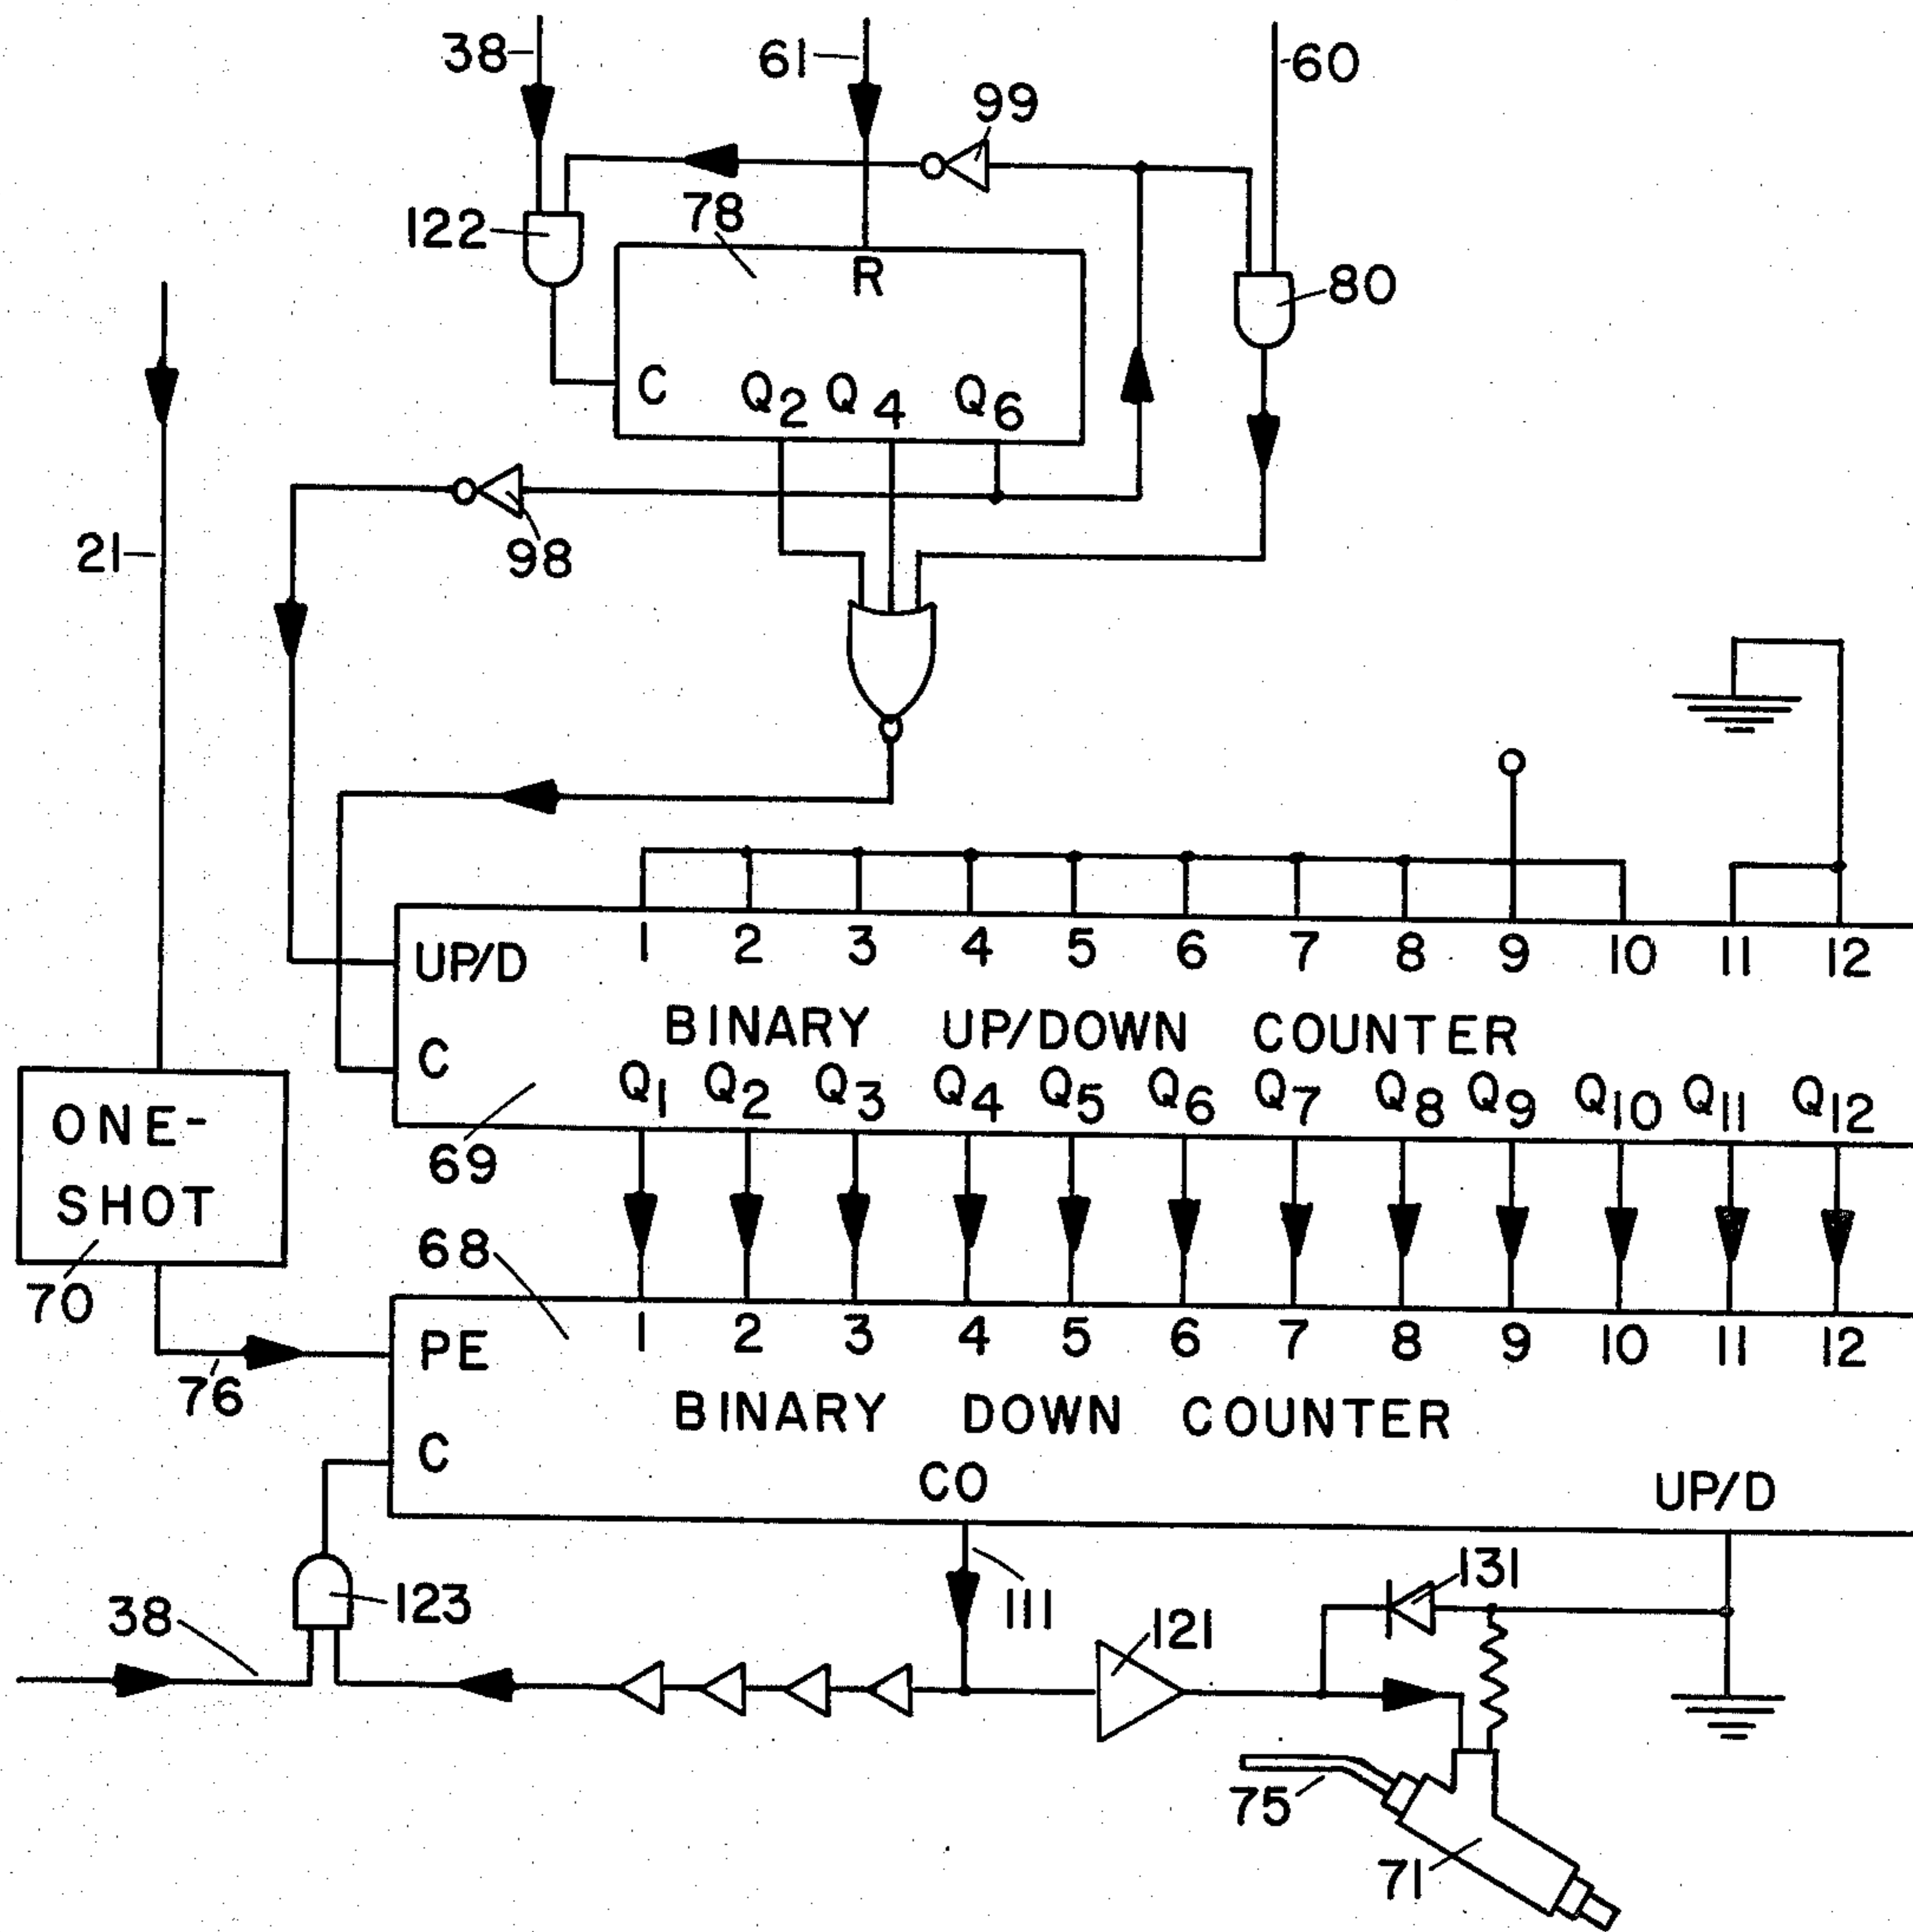 38
61
60
99
122
78
R
80
C Q2 Q4 Q6
21
98
UP/D 1 2 3 4 5 6 7 8 9 10 11 12
BINARY UP/DOWN COUNTER
C Q1 Q2 Q3 Q4 Q5 Q6 Q7 Q8 Q9 Q10 Q11 Q12
ONE-
SHOT
69
68
70
PE 1 2 3 4 5 6 7 8 9 10 11 12
76
BINARY DOWN COUNTER
C
CO UP/D
38
123
111
121
131
75
71